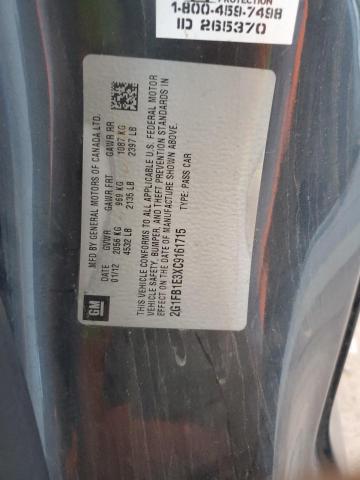 PROTECTION
1-800-459-7498
ID 265370
MFD BY GENERAL MOTORS OF CANADA LTD.
DATE GVWR GAWR FRT GAWR RR
01/12 2056 KG 969 KG 1087 KG
4532 LB 2135 LB 2397 LB
THIS VEHICLE CONFORMS TO ALL APPLICABLE U.S. FEDERAL MOTOR
VEHICLE SAFETY, BUMPER, AND THEFT PREVENTION STANDARDS IN
EFFECT ON THE DATE OF MANUFACTURE SHOWN ABOVE.
2G1FB1E3XC9161715 TYPE: PASS CAR
GM